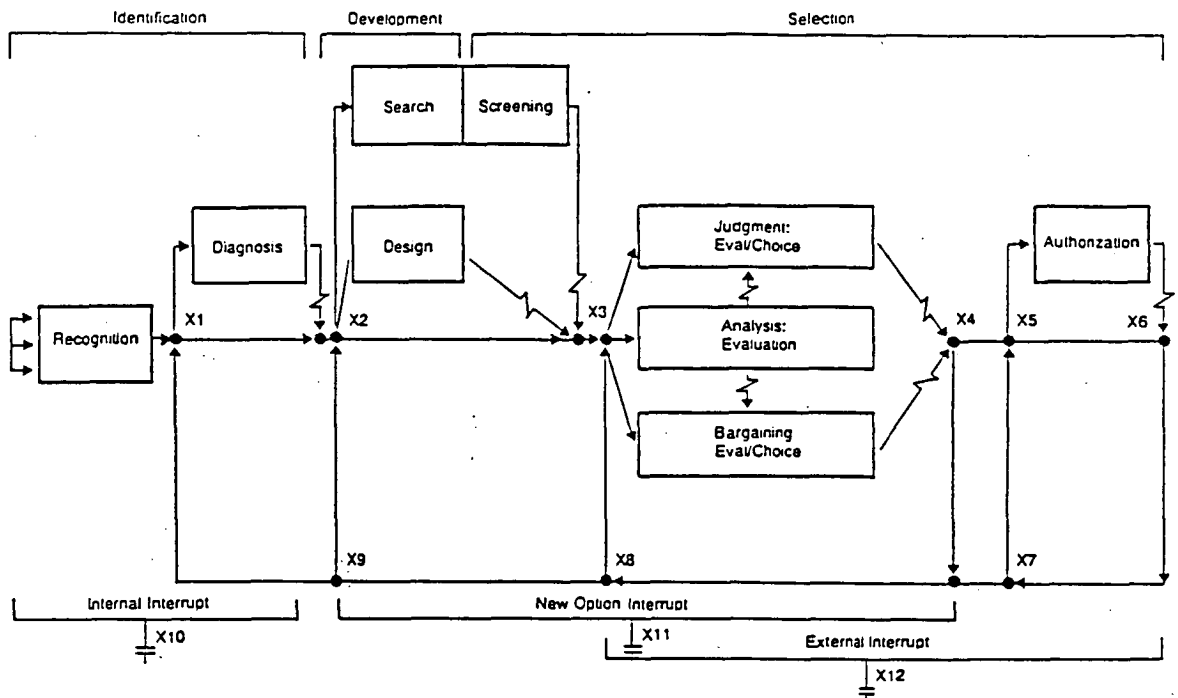 Identification
Development
Selection
Search
Screening
Diagnosis
Design
Judgment:
Eval/Choice
Authorization
Recognition
X1
X2
X3
Analysis:
Evaluation
X4
X5
X6
Bargaining
Eval/Choice
X9
X8
X7
Internal Interrupt
New Option Interrupt
X10
X11
External Interrupt
X12